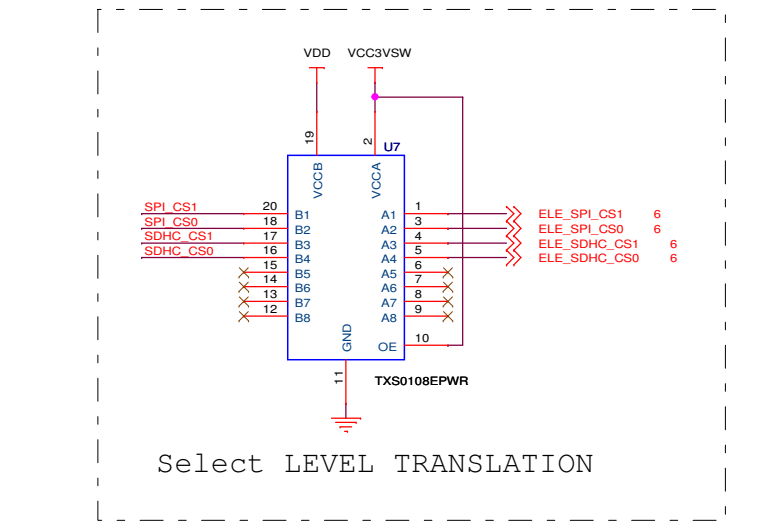 VDD VCC3VSW
19 2
U7
VCCB VCCA
SPI_CS1 20 B1 A1 1 ELE_SPI_CS1 6
SPI_CS0 18 B2 A2 3 ELE_SPI_CS0 6
SDHC_CS1 17 B3 A3 4 ELE_SDHC_CS1 6
SDHC_CS0 16 B4 A4 5 ELE_SDHC_CS0 6
15 B5 A5 6
14 B6 A6 7
13 B7 A7 8
12 B8 A8 9
GND OE 10
11 TXS0108EPWR
Select LEVEL TRANSLATION